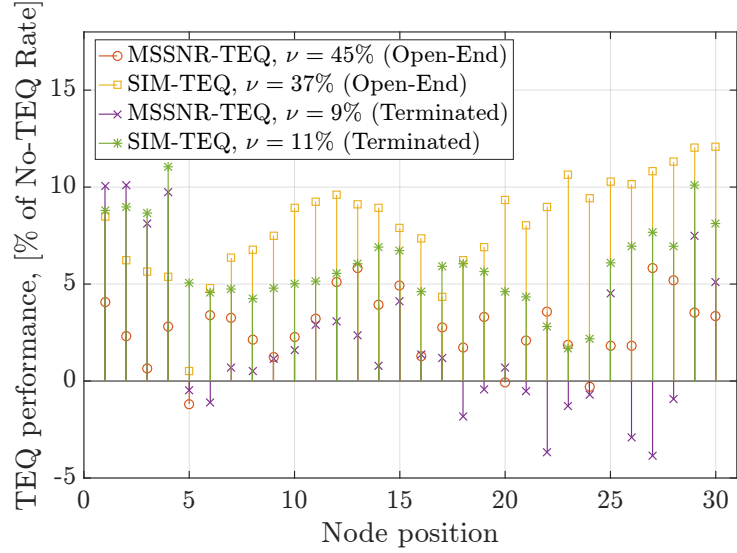 MSSNR-TEQ, ν = 45% (Open-End)
SIM-TEQ, ν = 37% (Open-End)
MSSNR-TEQ, ν = 9% (Terminated)
SIM-TEQ, ν = 11% (Terminated)
TEQ performance, [% of No-TEQ Rate]
15
10
5
0
-5
0 5 10 15 20 25 30
Node position